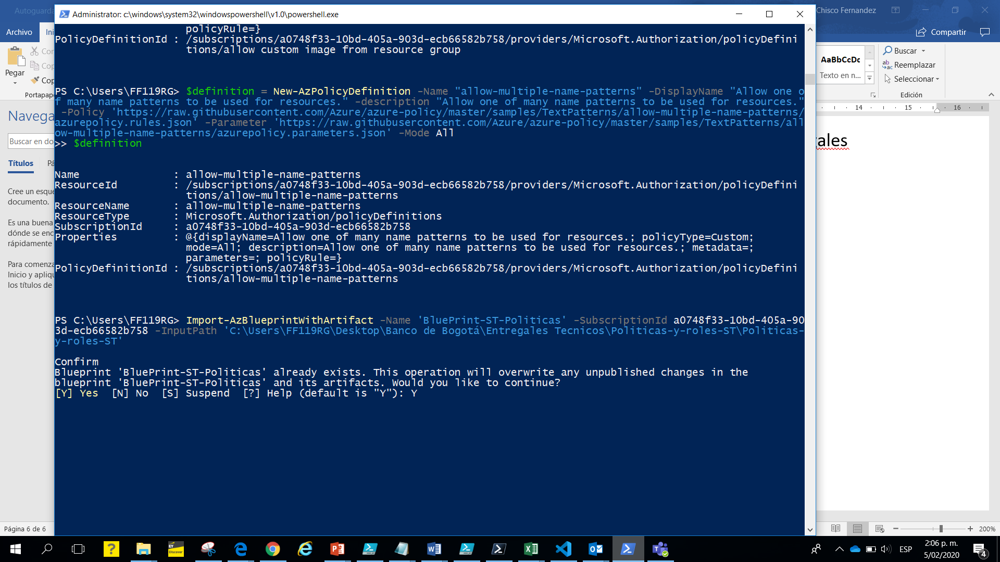 Autoguarda
Administrator: c:\windows\system32\windowspowershell\v1.0\powershell.exe
Chisco Fernandez
Archivo
Ini
Compartir
Pegar
Cor
Cop
Cop
Portapape
AaBbCcDc
Texto en n...
Buscar
Reemplazar
Seleccionar
Edición
14 15 16
Navega
Buscar en do
Títulos
Pá
Cree un esque
documento.
Es una buena
dónde se enc
rápidamente
Para comenza
Inicio y apliqu
los títulos de
ales
policyRule=}
PolicyDefinitionId : /subscriptions/a0748f33-10bd-405a-903d-ecb66582b758/providers/Microsoft.Authorization/policyDefini
tions/allow custom image from resource group
PS C:\Users\FF119RG> $definition = New-AzPolicyDefinition -Name "allow-multiple-name-patterns" -DisplayName "Allow one o
f many name patterns to be used for resources." -description "Allow one of many name patterns to be used for resources."
-Policy 'https://raw.githubusercontent.com/Azure/azure-policy/master/samples/TextPatterns/allow-multiple-name-patterns/
azurepolicy.rules.json' -Parameter 'https://raw.githubusercontent.com/Azure/azure-policy/master/samples/TextPatterns/all
ow-multiple-name-patterns/azurepolicy.parameters.json' -Mode All
>> $definition
Name : allow-multiple-name-patterns
ResourceId : /subscriptions/a0748f33-10bd-405a-903d-ecb66582b758/providers/Microsoft.Authorization/policyDefini
tions/allow-multiple-name-patterns
ResourceName : allow-multiple-name-patterns
ResourceType : Microsoft.Authorization/policyDefinitions
SubscriptionId : a0748f33-10bd-405a-903d-ecb66582b758
Properties : @{displayName=Allow one of many name patterns to be used for resources.; policyType=Custom;
mode=All; description=Allow one of many name patterns to be used for resources.; metadata=;
parameters=; policyRule=}
PolicyDefinitionId : /subscriptions/a0748f33-10bd-405a-903d-ecb66582b758/providers/Microsoft.Authorization/policyDefini
tions/allow-multiple-name-patterns
PS C:\Users\FF119RG> Import-AzBlueprintWithArtifact -Name 'BluePrint-ST-Politicas' -SubscriptionId a0748f33-10bd-405a-90
3d-ecb66582b758 -InputPath 'C:\Users\FF119RG\Desktop\Banco de Bogotá\Entregales Tecnicos\Politicas-y-roles-ST\Politicas-
y-roles-ST'
Confirm
Blueprint 'BluePrint-ST-Politicas' already exists. This operation will overwrite any unpublished changes in the
blueprint 'BluePrint-ST-Politicas' and its artifacts. Would you like to continue?
[Y] Yes [N] No [S] Suspend [?] Help (default is "Y"): Y
Página 6 de 6
200%
EY
Discover
ESP
2:06 p. m.
5/02/2020
4